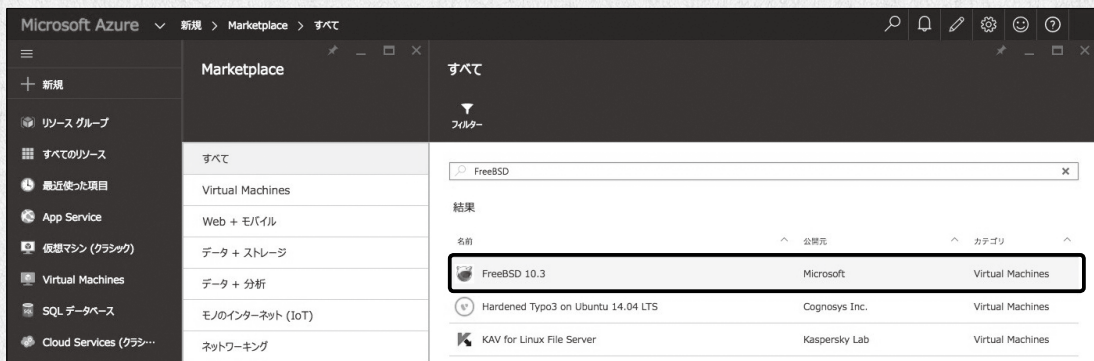 Microsoft Azure 新規 > Marketplace > すべて
新規
リソース グループ
すべてのリソース
最近使った項目
App Service
仮想マシン (クラシック)
Virtual Machines
SQL データベース
Cloud Services (クラシ…
Marketplace
すべて
Virtual Machines
Web + モバイル
データ + ストレージ
データ + 分析
モノのインターネット (IoT)
ネットワーキング
すべて
フィルター
FreeBSD
結果
名前 公開元 カテゴリ
FreeBSD 10.3 Microsoft Virtual Machines
Hardened Typo3 on Ubuntu 14.04 LTS Cognosys Inc. Virtual Machines
KAV for Linux File Server Kaspersky Lab Virtual Machines